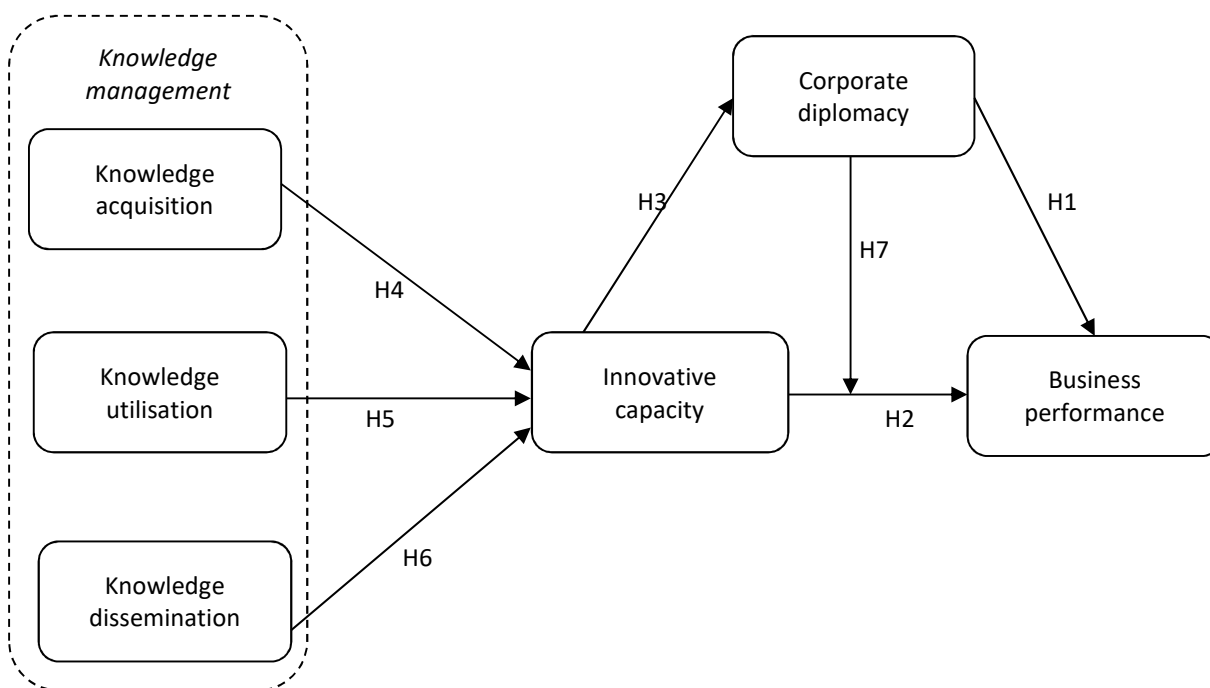 Knowledge
management
Knowledge
acquisition
Knowledge
utilisation
Knowledge
dissemination
H4
H5
H6
Innovative
capacity
H3
Corporate
diplomacy
H7
H1
H2
Business
performance